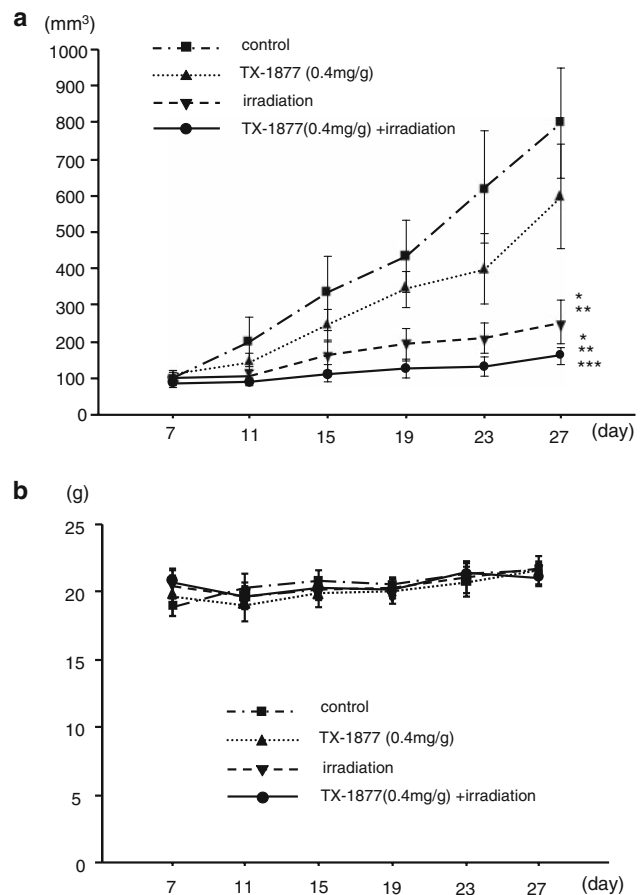 a (mm³)
1000
900
800
700
600
500
400
300
200
100
0
control
TX-1877 (0.4mg/g)
irradiation
TX-1877(0.4mg/g) +irradiation
*
**
*
**
***
7 11 15 19 23 27 (day)
b (g)
25
20
15
10
5
0
control
TX-1877 (0.4mg/g)
irradiation
TX-1877(0.4mg/g) +irradiation
7 11 15 19 23 27 (day)